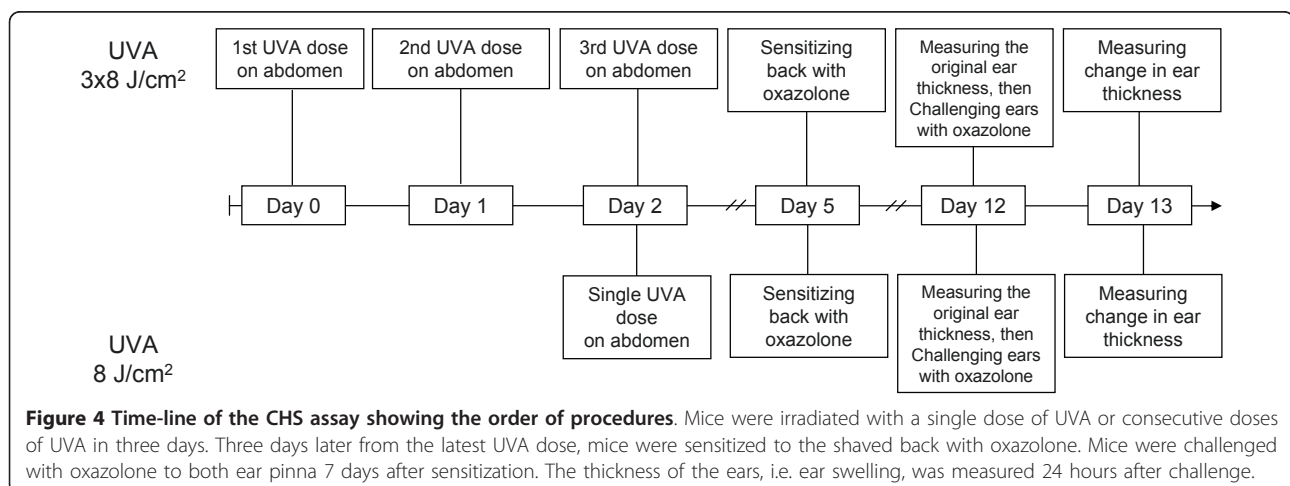 UVA
3x8 J/cm²
1st UVA dose
on abdomen
2nd UVA dose
on abdomen
3rd UVA dose
on abdomen
Sensitizing
back with
oxazolone
Measuring the
original ear
thickness, then
Challenging ears
with oxazolone
Measuring
change in ear
thickness
Day 0
Day 1
Day 2
Day 5
Day 12
Day 13
UVA
8 J/cm²
Single UVA
dose
on abdomen
Sensitizing
back with
oxazolone
Measuring the
original ear
thickness, then
Challenging ears
with oxazolone
Measuring
change in ear
thickness
Figure 4 Time-line of the CHS assay showing the order of procedures. Mice were irradiated with a single dose of UVA or consecutive doses
of UVA in three days. Three days later from the latest UVA dose, mice were sensitized to the shaved back with oxazolone. Mice were challenged
with oxazolone to both ear pinna 7 days after sensitization. The thickness of the ears, i.e. ear swelling, was measured 24 hours after challenge.